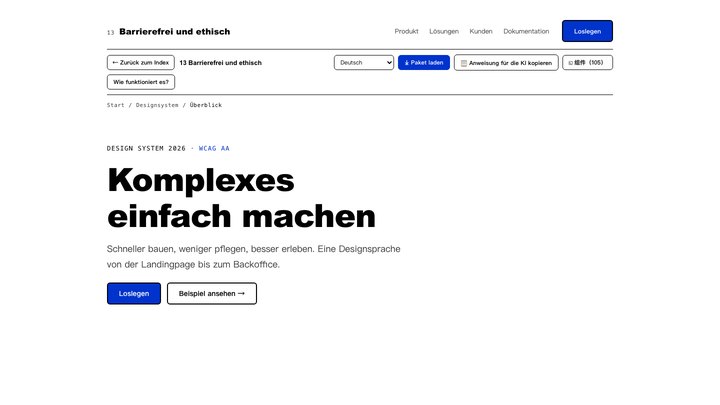 13 Barrierefrei und ethisch
Produkt Lösungen Kunden Dokumentation Loslegen
← Zurück zum Index 13 Barrierefrei und ethisch Deutsch Paket laden Anweisung für die KI kopieren 组件 (105)
Wie funktioniert es?
Start / Designsystem / Überblick
DESIGN SYSTEM 2026 · WCAG AA
Komplexes
einfach machen
Schneller bauen, weniger pflegen, besser erleben. Eine Designsprache
von der Landingpage bis zum Backoffice.
Loslegen Beispiel ansehen →